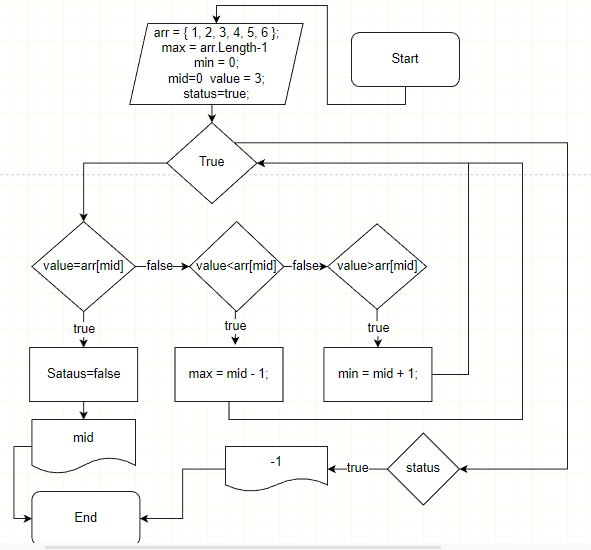 arr = { 1, 2, 3, 4, 5, 6 };
max = arr.Length-1
min = 0;
mid=0 value = 3;
status=true;
Start
True
value=arr[mid]
false
value<arr[mid]
false
value>arr[mid]
true
true
true
Sataus=false
max = mid - 1;
min = mid + 1;
mid
-1
true
status
End